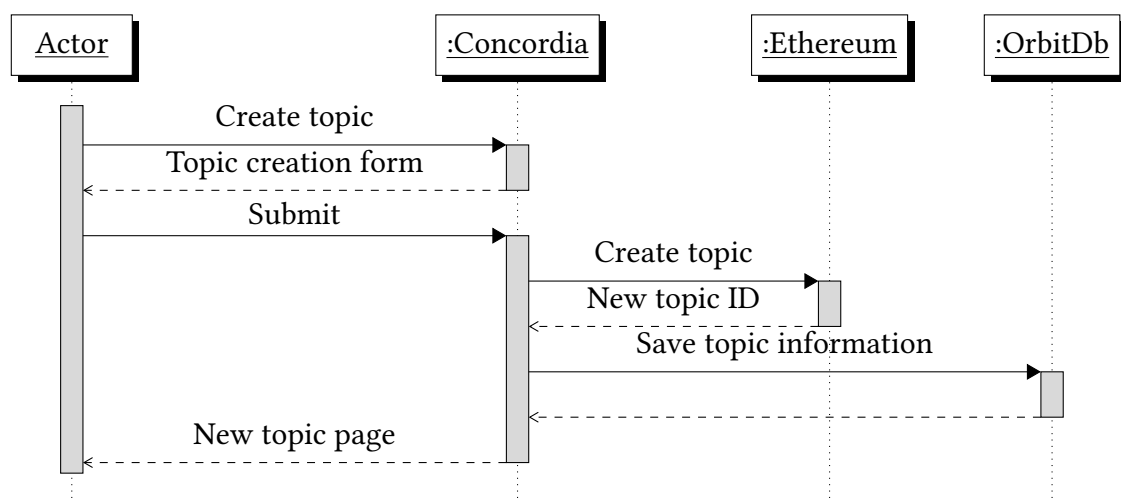 Actor
:Concordia
:Ethereum
:OrbitDb
Create topic
Topic creation form
Submit
Create topic
New topic ID
Save topic information
New topic page